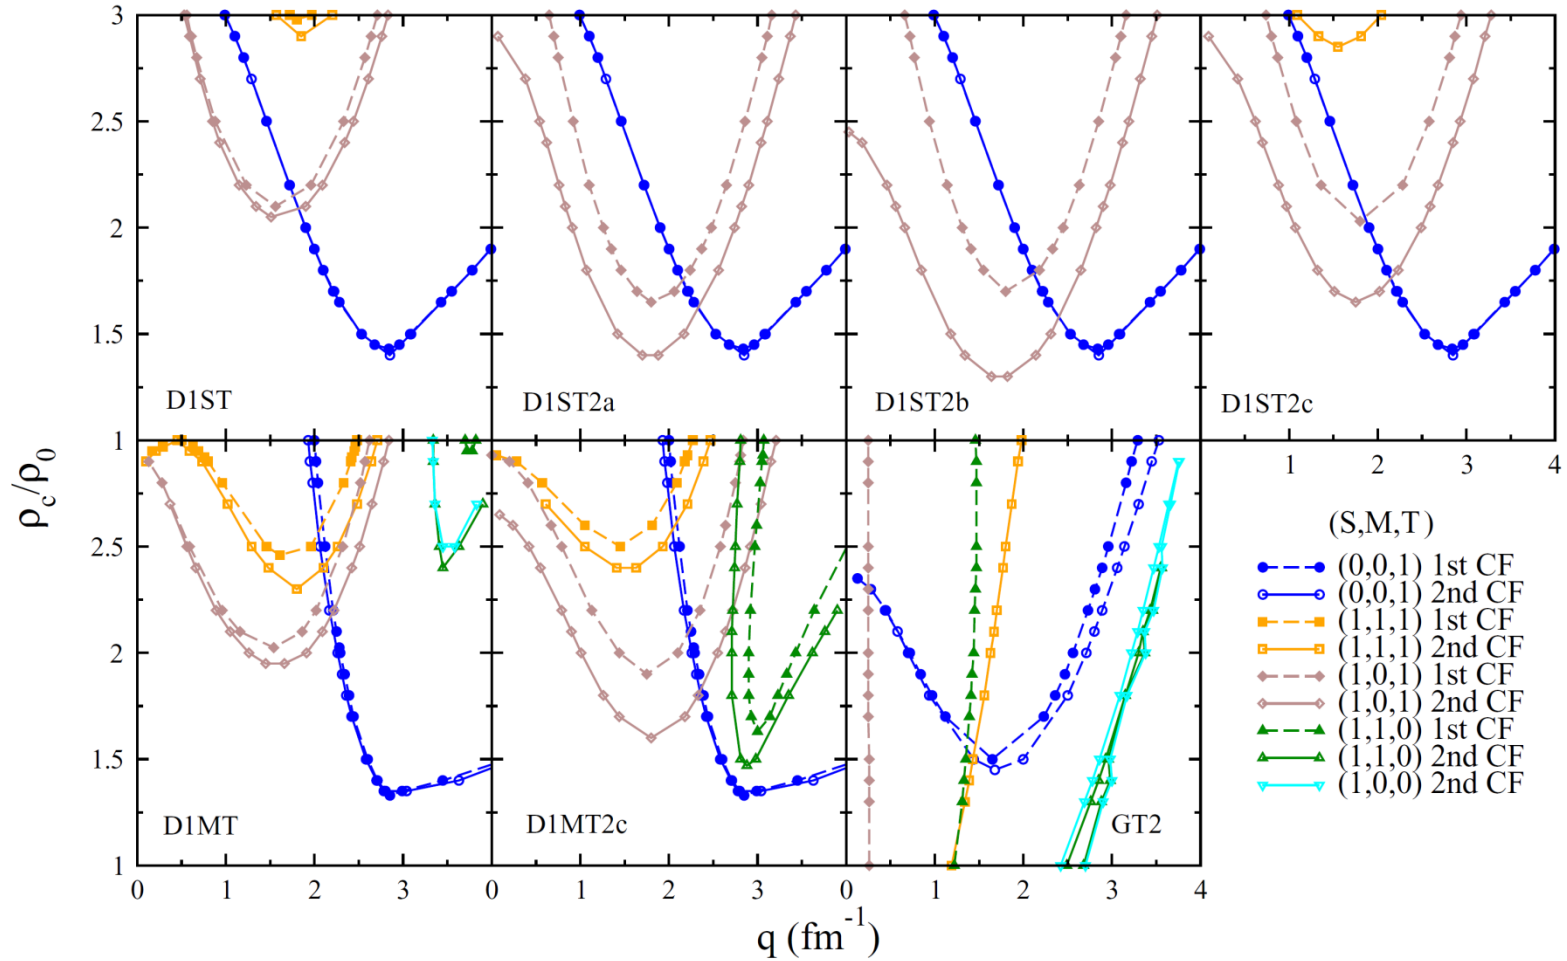 3
2.5
2
1.5
D1ST
D1ST2a
D1ST2b
D1ST2c
1
1
2
3
4
ρc/ρ0
2.5
2
1.5
1
D1MT
D1MT2c
GT2
0
1
2
3
0
1
2
3
0
1
2
3
4
q (fm-1)
(S,M,T)
(0,0,1) 1st CF
(0,0,1) 2nd CF
(1,1,1) 1st CF
(1,1,1) 2nd CF
(1,0,1) 1st CF
(1,0,1) 2nd CF
(1,1,0) 1st CF
(1,1,0) 2nd CF
(1,0,0) 2nd CF